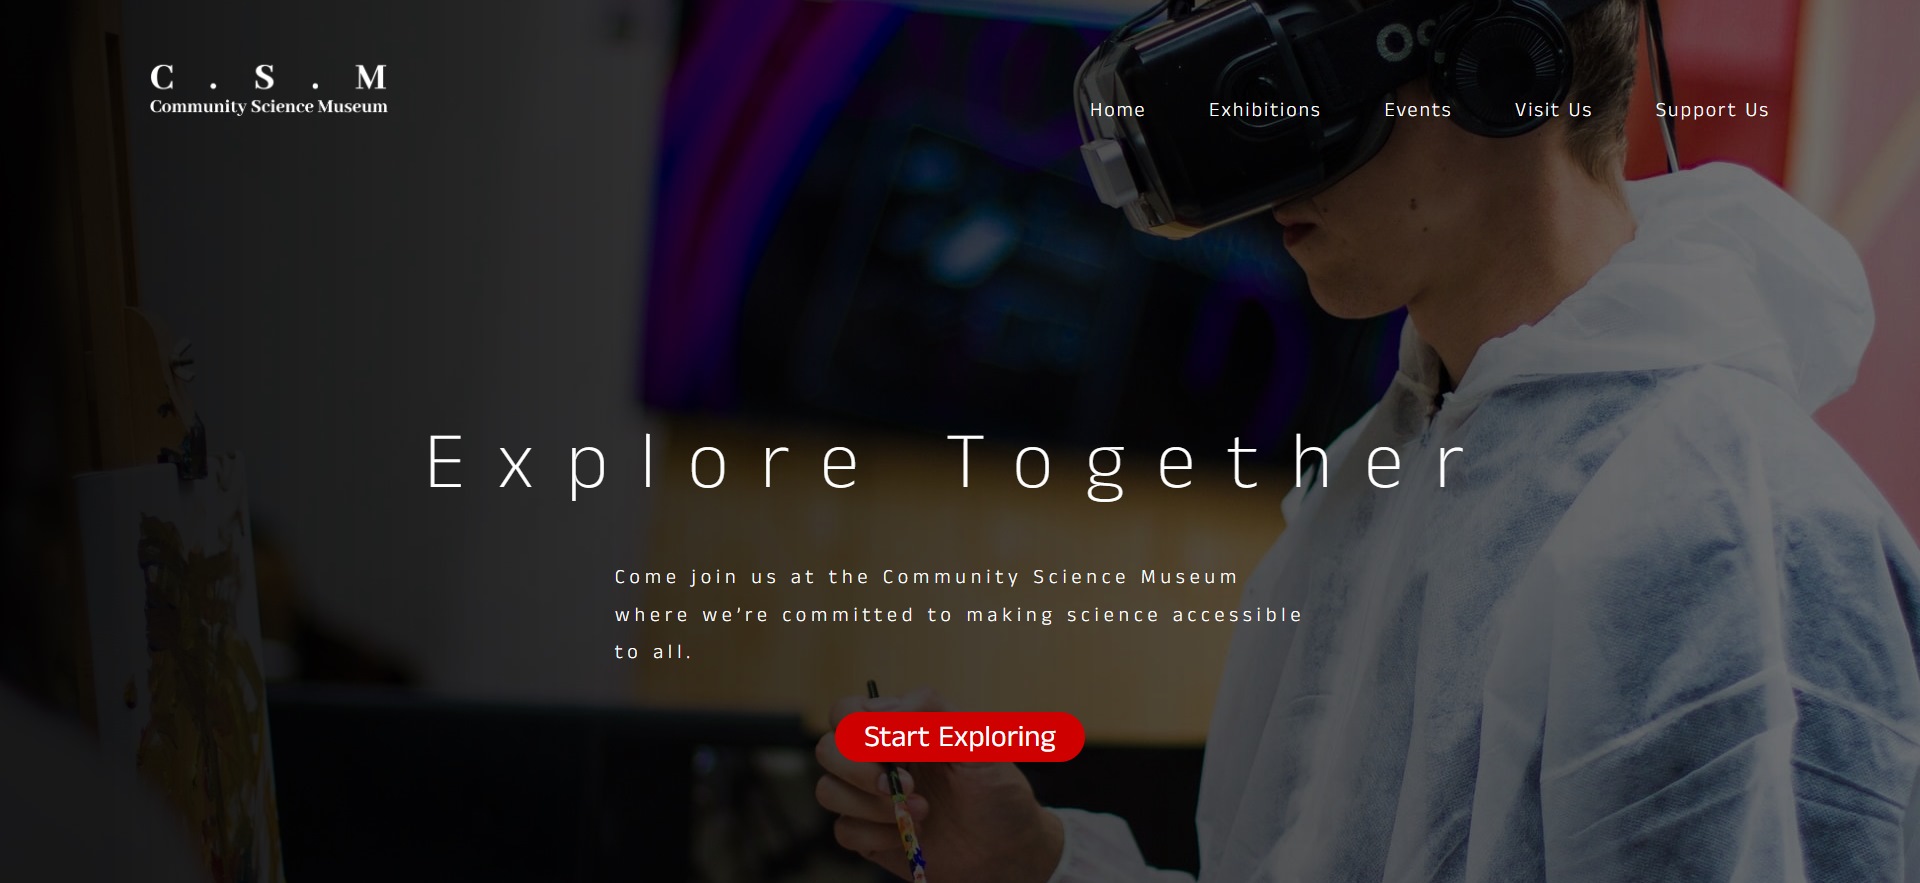 C . S . M
Community Science Museum
Home Exhibitions Events Visit Us Support Us
Explore Together
Come join us at the Community Science Museum
where we’re committed to making science accessible
to all.
Start Exploring